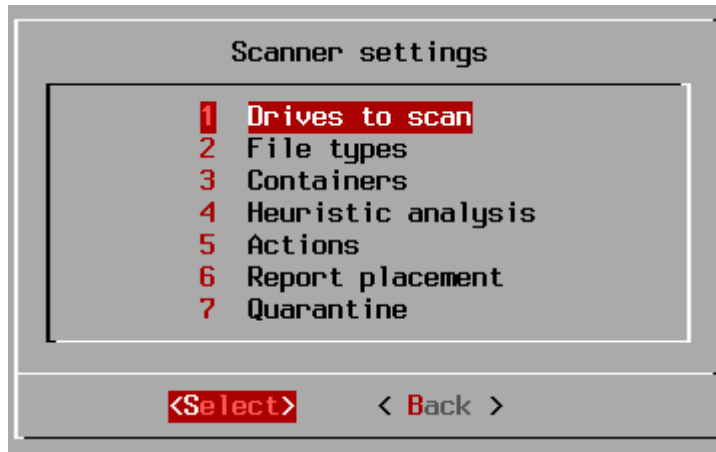 Scanner settings
1 Drives to scan
2 File types
3 Containers
4 Heuristic analysis
5 Actions
6 Report placement
7 Quarantine
<Select> < Back >